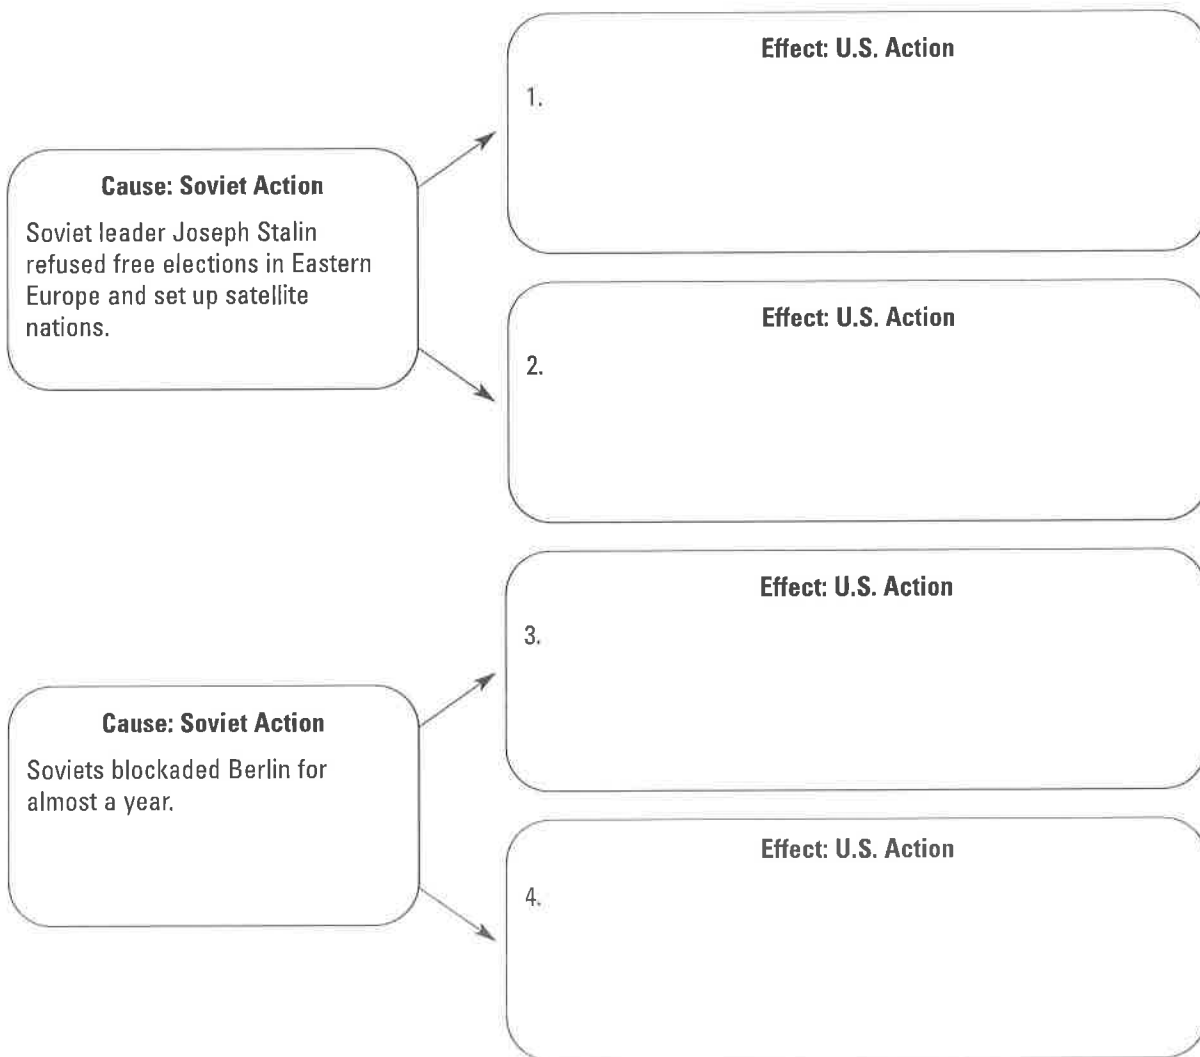 Effect: U.S. Action
1.
Cause: Soviet Action
Soviet leader Joseph Stalin
refused free elections in Eastern
Europe and set up satellite
nations.
Effect: U.S. Action
2.
Effect: U.S. Action
3.
Cause: Soviet Action
Soviets blockaded Berlin for
almost a year.
Effect: U.S. Action
4.